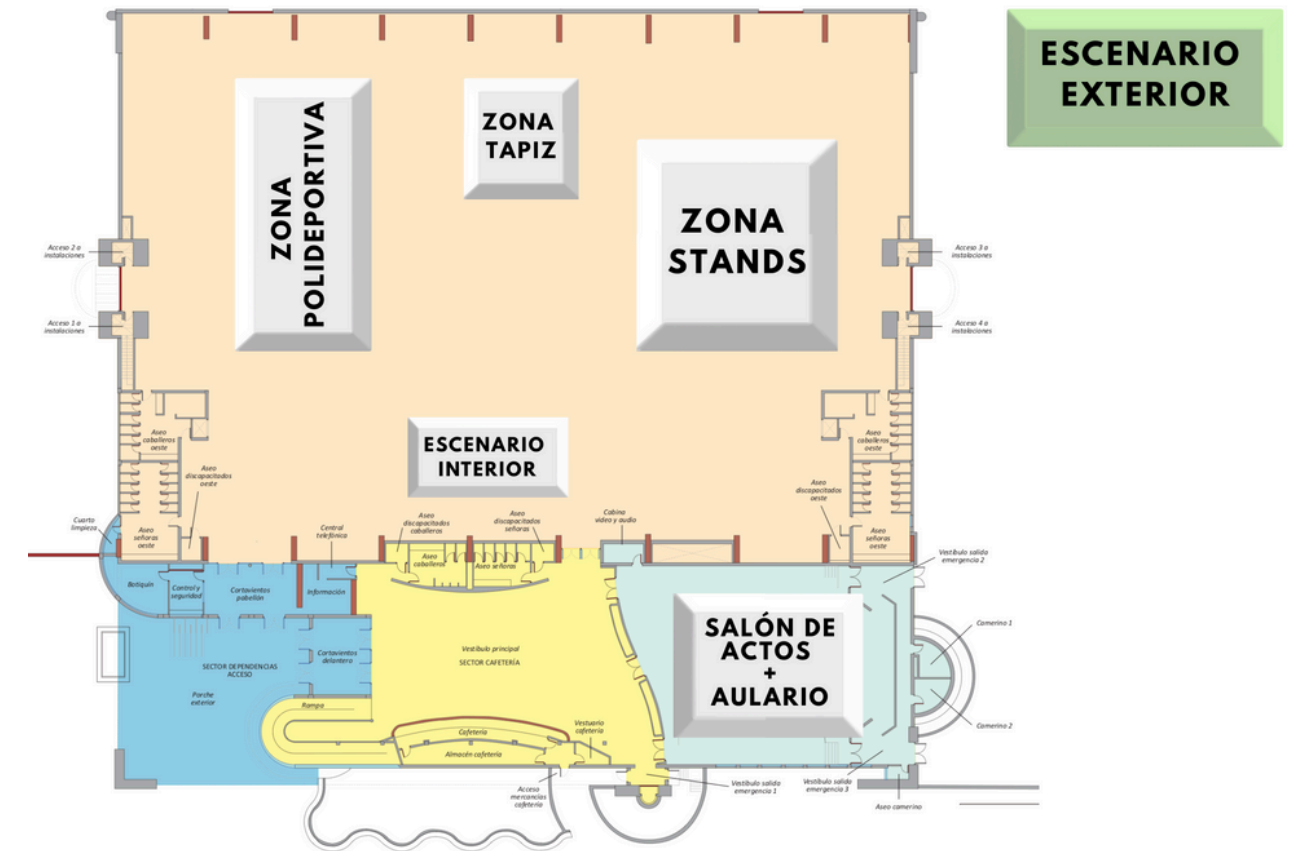 ESCENARIO
EXTERIOR
ZONA
POLIDEPORTIVA
ZONA
TAPIZ
ZONA
STANDS
Acceso 2 a
instalaciones
Acceso 3 a
instalaciones
Acceso 1 a
instalaciones
Acceso 4 a
instalaciones
ESCENARIO
INTERIOR
Aseo
caballeros
oeste
Aseo
caballeros
oeste
Aseo
discapacitados
oeste
Aseo
discapacitados
oeste
Cuarto
limpieza
Aseo
señoras
oeste
Central
telefónica
Aseo
discapacitados
caballeros
Aseo
discapacitados
señoras
Cabina
video y audio
Aseo
señoras
oeste
Aseo
caballeros
Aseo señoras
Vestíbulo salida
emergencia 2
Botiquín
Control y
seguridad
Cortavientos
pabellón
Información
SALÓN DE
ACTOS
+
AULARIO
Camerino 1
Vestíbulo principal
SECTOR CAFETERÍA
Cortavientos
delantera
SECTOR DEPENDENCIAS
ACCESO
Porche
exterior
Rampa
Camerino 2
Vestuario
cafetería
Cafetería
Almacén cafetería
Acceso
mercancías
cafetería
Vestíbulo salida
emergencia 1
Vestíbulo salida
emergencia 3
Aseo camerino